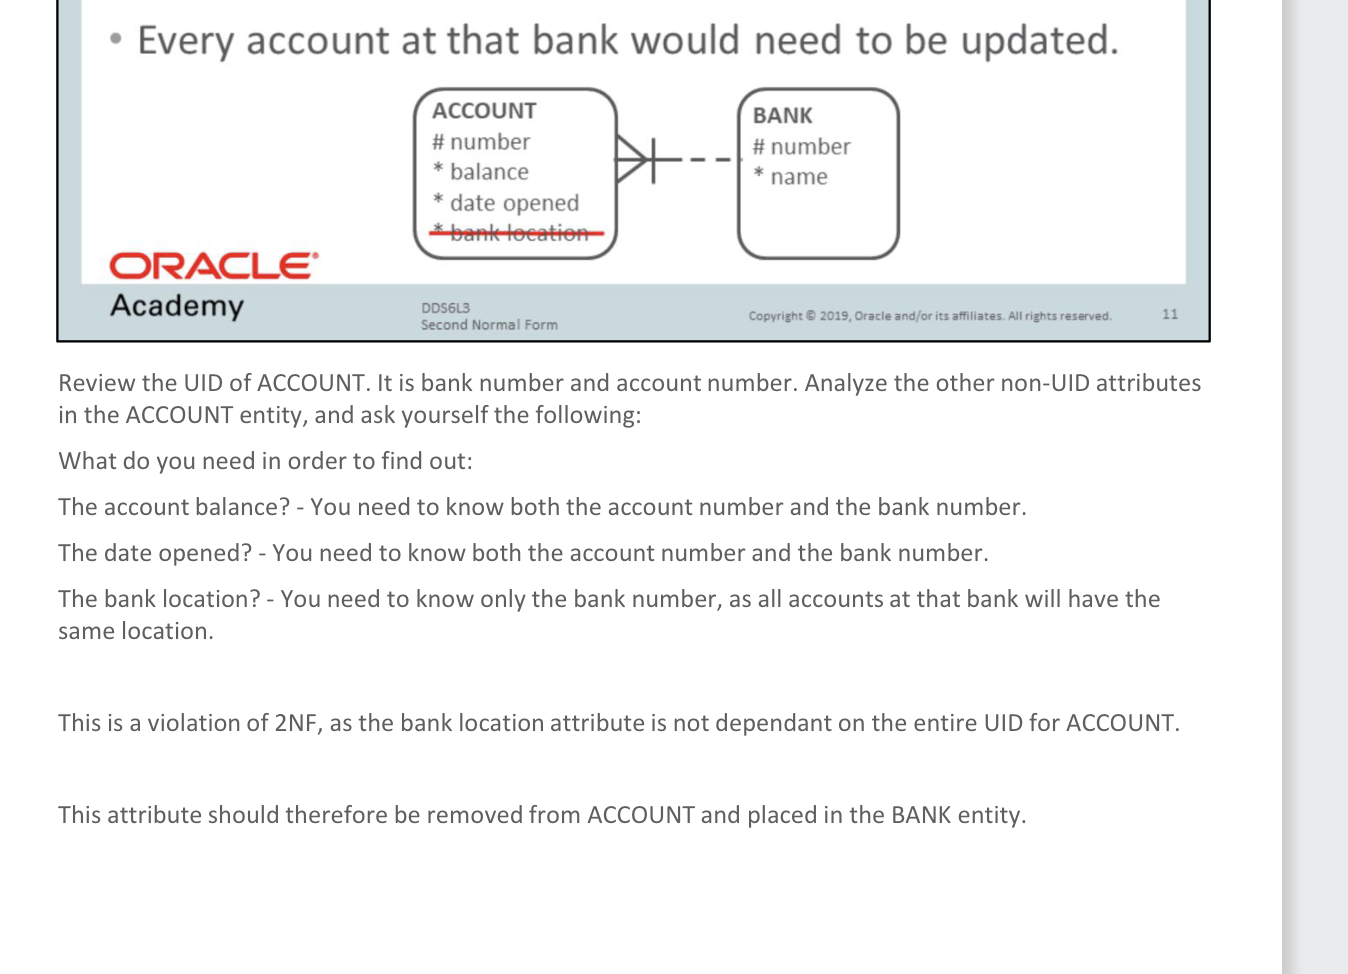 • Every account at that bank would need to be updated.
ACCOUNT
# number
* balance
* date opened
* bank location
BANK
# number
* name
ORACLE®
Academy
DDS6L3
Second Normal Form
Copyright © 2019, Oracle and/or its affiliates. All rights reserved.
11
Review the UID of ACCOUNT. It is bank number and account number. Analyze the other non-UID attributes
in the ACCOUNT entity, and ask yourself the following:
What do you need in order to find out:
The account balance? - You need to know both the account number and the bank number.
The date opened? - You need to know both the account number and the bank number.
The bank location? - You need to know only the bank number, as all accounts at that bank will have the
same location.
This is a violation of 2NF, as the bank location attribute is not dependant on the entire UID for ACCOUNT.
This attribute should therefore be removed from ACCOUNT and placed in the BANK entity.